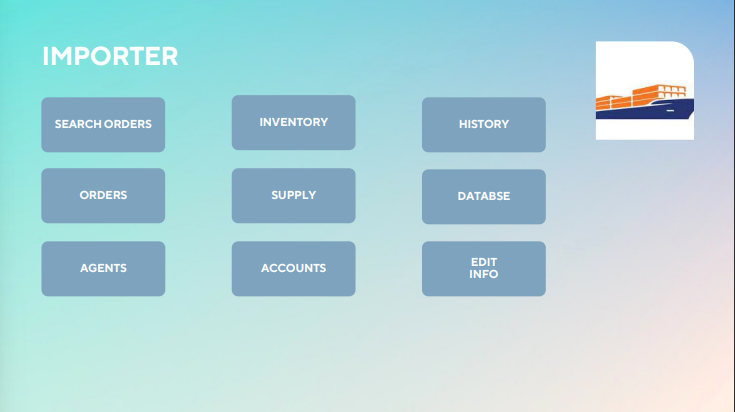 IMPORTER
SEARCH ORDERS
INVENTORY
HISTORY
ORDERS
SUPPLY
DATABSE
AGENTS
ACCOUNTS
EDIT
INFO